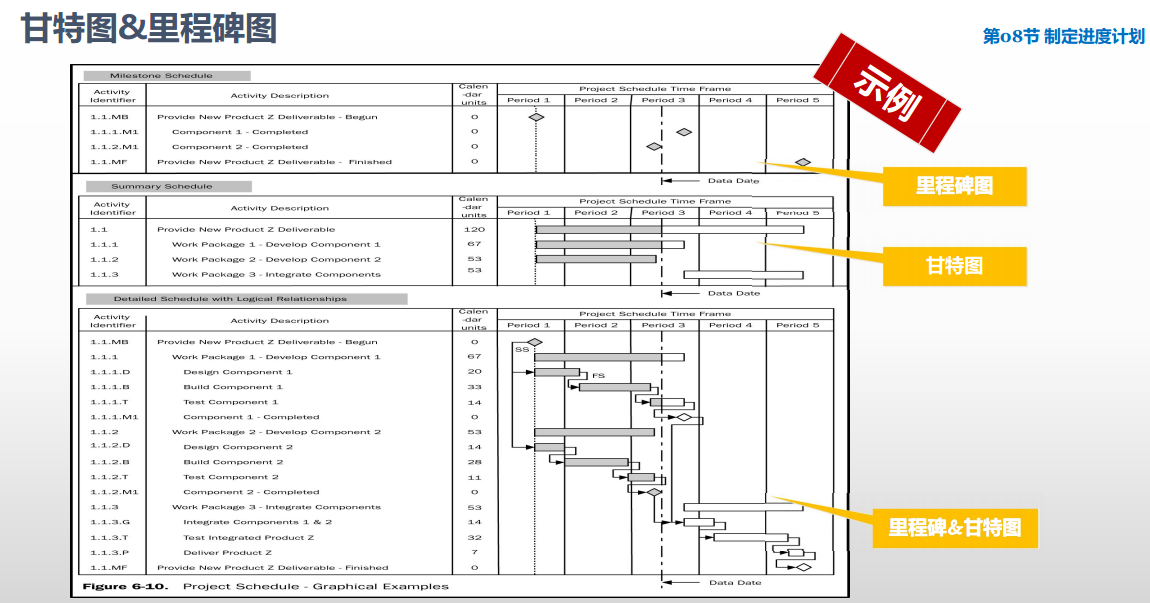 甘特图&里程碑图
第08节 制定进度计划
示例
Milestone Schedule
Activity Identifier Activity Description Calen-dar units Project Schedule Time Frame
Period 1 Period 2 Period 3 Period 4 Period 5
1.1.MB Provide New Product Z Deliverable - Begun 0
1.1.1.M1 Component 1 - Completed 0
1.1.2.M1 Component 2 - Completed 0
1.1.MF Provide New Product Z Deliverable - Finished 0
Data Date
里程碑图
Summary Schedule
Activity Identifier Activity Description Calen-dar units Project Schedule Time Frame
Period 1 Period 2 Period 3 Period 4 Period 5
1.1 Provide New Product Z Deliverable 120
1.1.1 Work Package 1 - Develop Component 1 67
1.1.2 Work Package 2 - Develop Component 2 53
1.1.3 Work Package 3 - Integrate Components 53
Data Date
甘特图
Detailed Schedule with Logical Relationships
Activity Identifier Activity Description Calen-dar units Project Schedule Time Frame
Period 1 Period 2 Period 3 Period 4 Period 5
1.1.MB Provide New Product Z Deliverable - Begun 0
SS
1.1.1 Work Package 1 - Develop Component 1 67
1.1.1.D Design Component 1 20 FS
1.1.1.B Build Component 1 33
1.1.1.T Test Component 1 14
1.1.1.M1 Component 1 - Completed 0
1.1.2 Work Package 2 - Develop Component 2 53
1.1.2.D Design Component 2 14
1.1.2.B Build Component 2 28
1.1.2.T Test Component 2 11
1.1.2.M1 Component 2 - Completed 0
1.1.3 Work Package 3 - Integrate Components 53
1.1.3.G Integrate Components 1 & 2 14
1.1.3.T Test Integrated Product Z 32
1.1.3.P Deliver Product Z 7
1.1.MF Provide New Product Z Deliverable - Finished 0
里程碑&甘特图
Data Date
Figure 6-10. Project Schedule - Graphical Examples